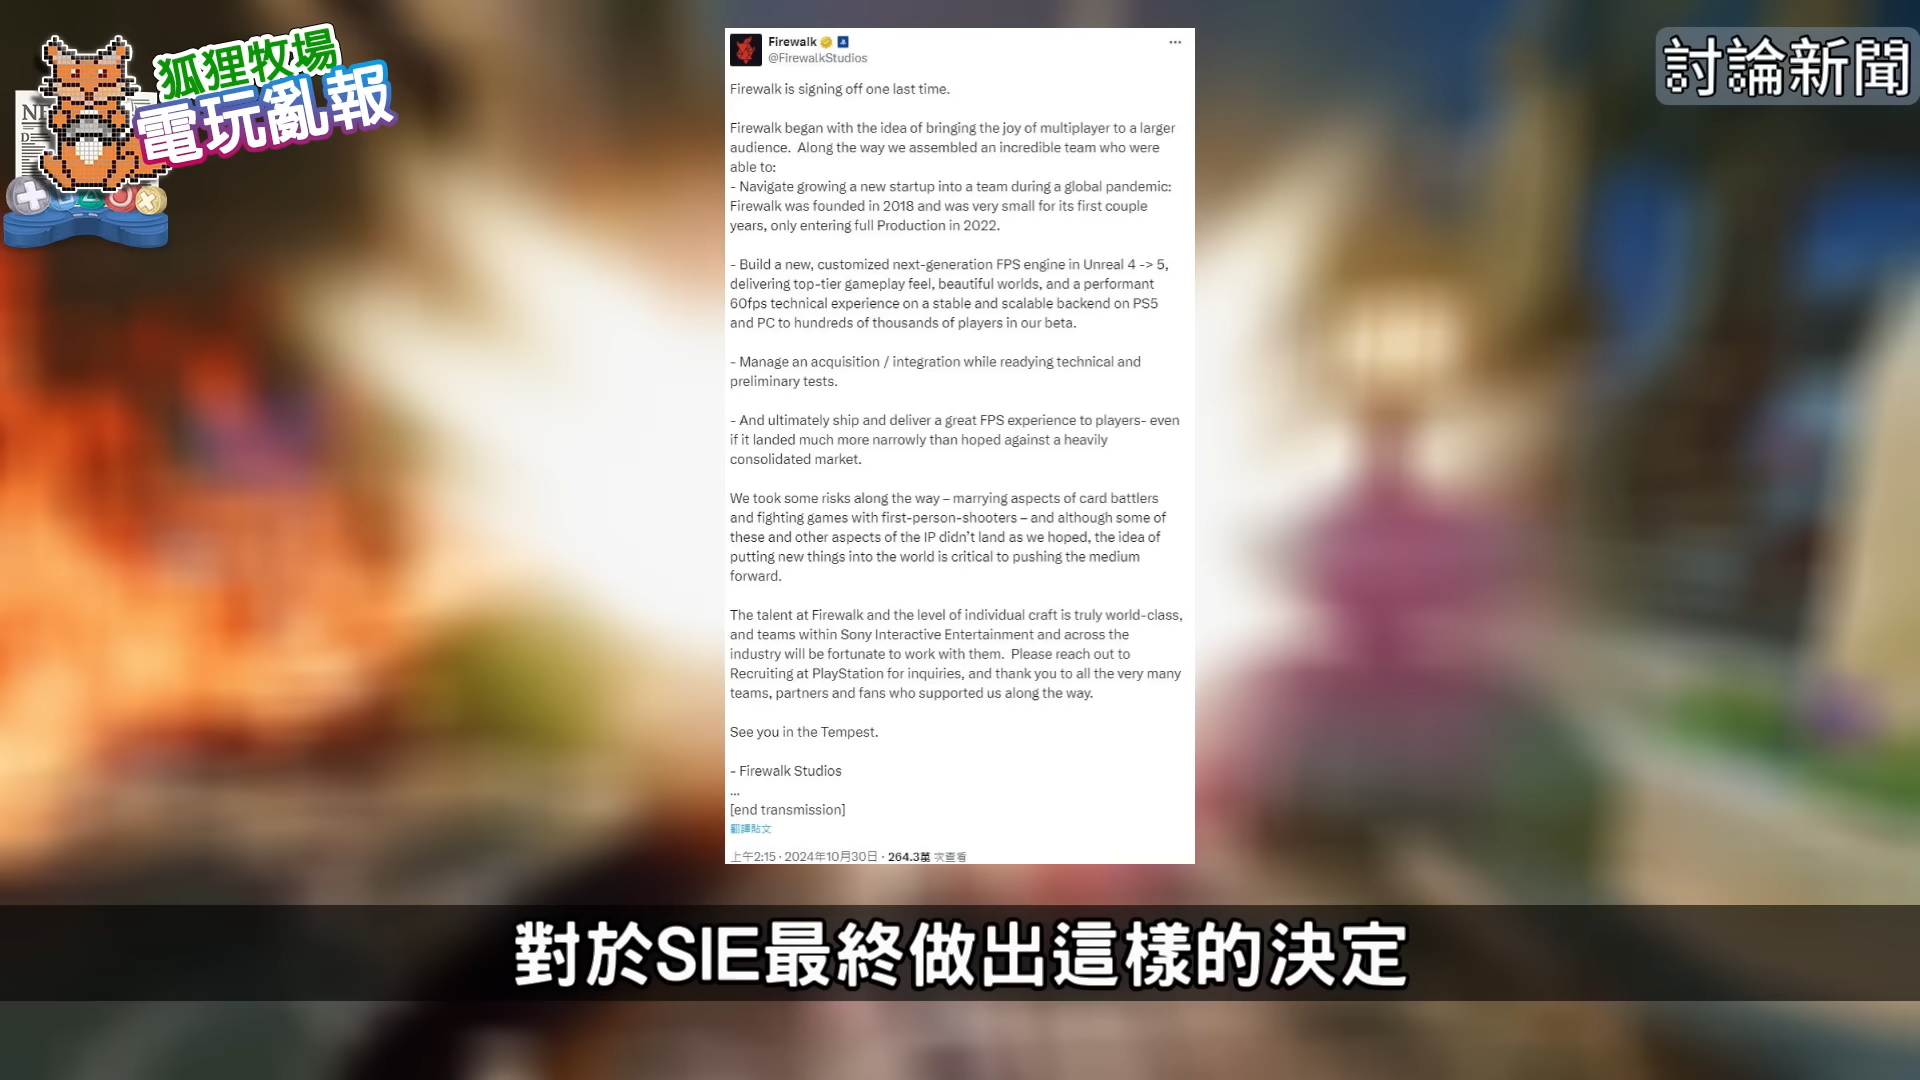 狐狸牧場
電玩亂報
討論新聞
Firewalk
@FirewalkStudios
Firewalk is signing off one last time.
Firewalk began with the idea of bringing the joy of multiplayer to a larger
audience.  Along the way we assembled an incredible team who were
able to:
- Navigate growing a new startup into a team during a global pandemic:
Firewalk was founded in 2018 and was very small for its first couple
years, only entering full Production in 2022.
- Build a new, customized next-generation FPS engine in Unreal 4 -> 5,
delivering top-tier gameplay feel, beautiful worlds, and a performant
60fps technical experience on a stable and scalable backend on PS5
and PC to hundreds of thousands of players in our beta.
- Manage an acquisition / integration while readying technical and
preliminary tests.
- And ultimately ship and deliver a great FPS experience to players- even
if it landed much more narrowly than hoped against a heavily
consolidated market.
We took some risks along the way – marrying aspects of card battlers
and fighting games with first-person-shooters – and although some of
these and other aspects of the IP didn’t land as we hoped, the idea of
putting new things into the world is critical to pushing the medium
forward.
The talent at Firewalk and the level of individual craft is truly world-class,
and teams within Sony Interactive Entertainment and across the
industry will be fortunate to work with them.  Please reach out to
Recruiting at PlayStation for inquiries, and thank you to all the very many
teams, partners and fans who supported us along the way.
See you in the Tempest.
- Firewalk Studios
...
[end transmission]
翻譯貼文
上午2:15 · 2024年10月30日 · 264.3萬 次查看
對於SIE最終做出這樣的決定